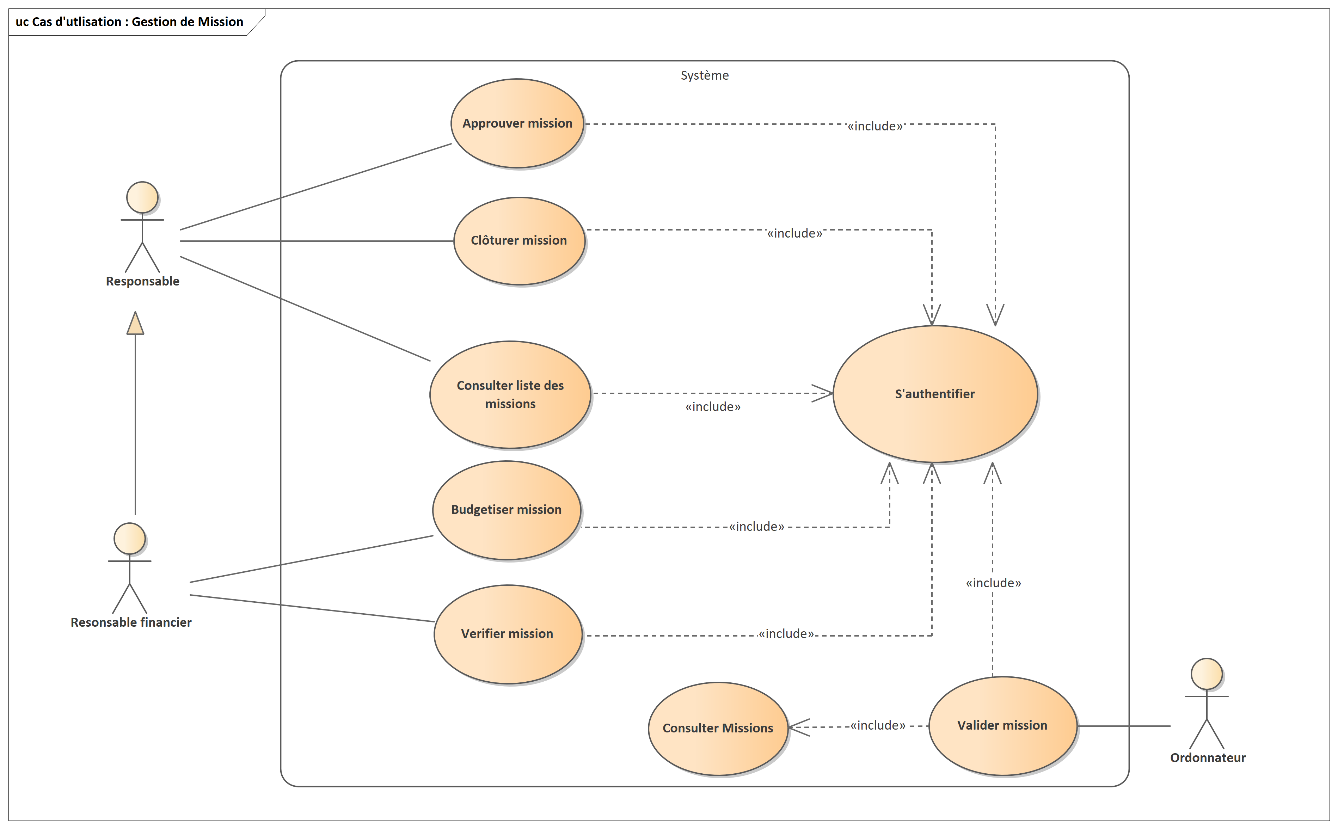 uc Cas d'utlisation : Gestion de Mission
Système
Approuver mission
«include»
Clôturer mission
«include»
Responsable
Consulter liste des
missions
«include»
S'authentifier
Budgetiser mission
«include»
«include»
Resonsable financier
Verifier mission
«include»
Consulter Missions
«include»
Valider mission
Ordonnateur